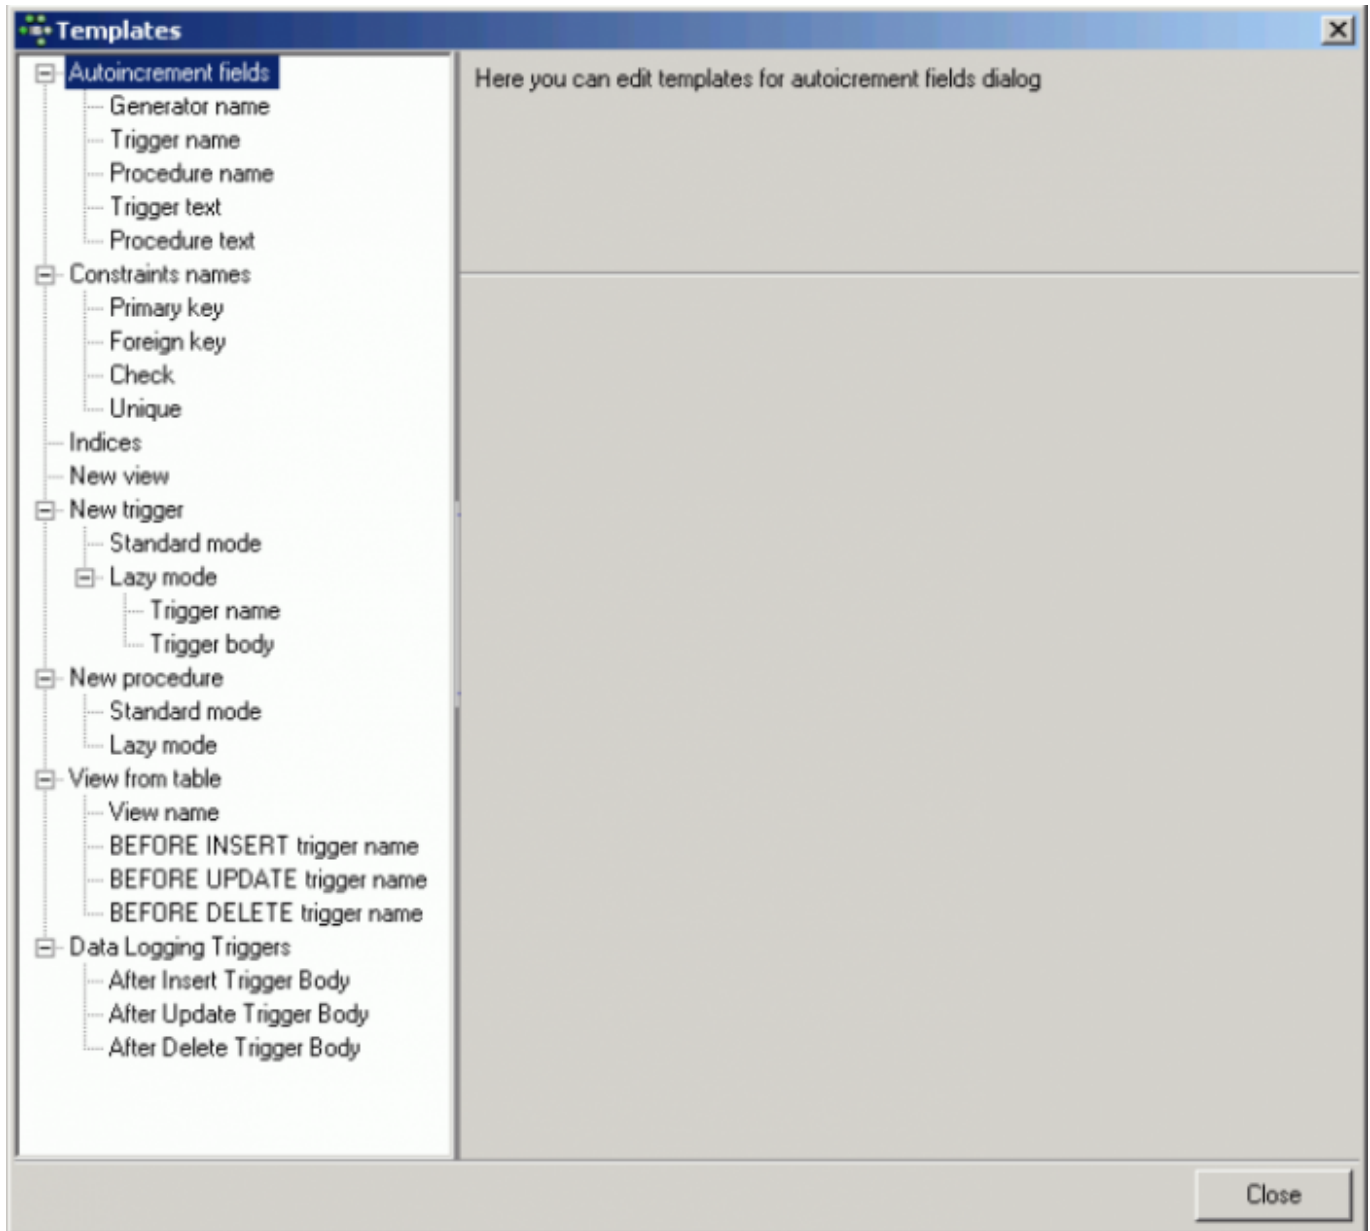 Templates
Autoincrement fields
Generator name
Trigger name
Procedure name
Trigger text
Procedure text
Constraints names
Primary key
Foreign key
Check
Unique
Indices
New view
New trigger
Standard mode
Lazy mode
Trigger name
Trigger body
New procedure
Standard mode
Lazy mode
View from table
View name
BEFORE INSERT trigger name
BEFORE UPDATE trigger name
BEFORE DELETE trigger name
Data Logging Triggers
After Insert Trigger Body
After Update Trigger Body
After Delete Trigger Body
Here you can edit templates for autoicrement fields dialog
Close